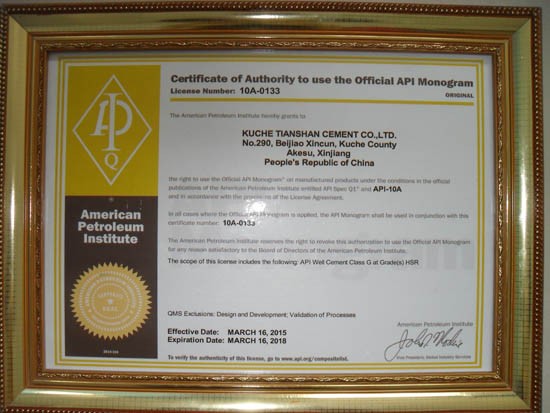 API
Q
American
Petroleum
Institute
Certificate of Authority to use the Official API Monogram
License Number: 10A-0133
ORIGINAL
The American Petroleum Institute hereby grants to
KUCHE TIANSHAN CEMENT CO.,LTD.
No.290, Beijiao Xincun, Kuche County
Akesu, Xinjiang
People's Republic of China
the right to use the Official API Monogram® on manufactured products under the conditions in the official
publications of the American Petroleum Institute entitled API Spec Q1® and API-10A
and in accordance with the provisions of the License Agreement.
In all cases where the Official API Monogram is applied, the API Monogram shall be used in conjunction with this
certificate number: 10A-0133
The American Petroleum Institute reserves the right to revoke this authorization to use the Official API Monogram
for any reason satisfactory to the Board of Directors of the American Petroleum Institute.
The scope of this license includes the following: API Well Cement Class G at Grade(s) HSR
QMS Exclusions: Design and Development; Validation of Processes
Effective Date: MARCH 16, 2015
Expiration Date: MARCH 16, 2018
To verify the authenticity of this license, go to www.api.org/compositelist.
American Petroleum Institute
Vice President, Global Industry Services